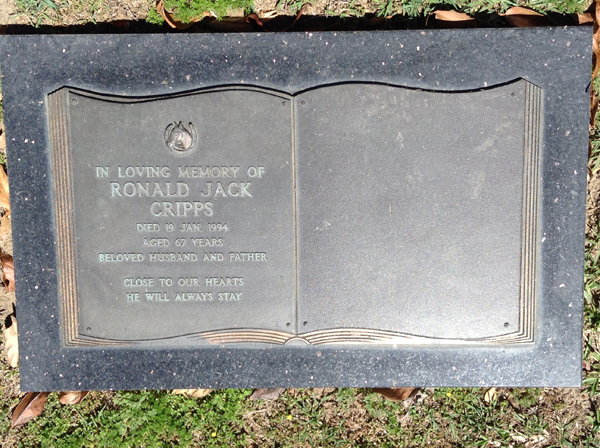 IN LOVING MEMORY OF
RONALD JACK
CRIPPS
DIED 19 JAN. 1994
AGED 67 YEARS
BELOVED HUSBAND AND FATHER
CLOSE TO OUR HEARTS
HE WILL ALWAYS STAY